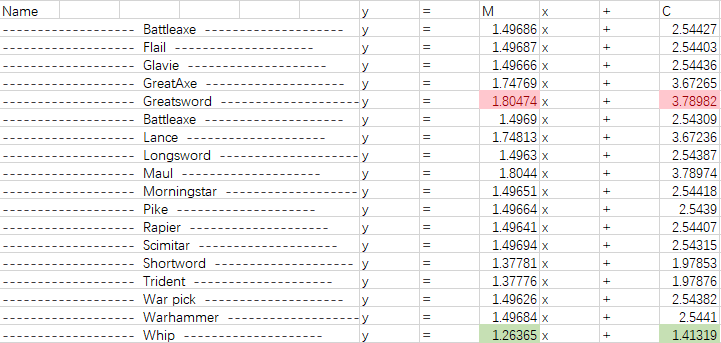 Name y = M x + C
------------------- Battleaxe -------------------- y = 1.49686 x + 2.54427
------------------- Flail -------------------- y = 1.49687 x + 2.54403
------------------- Glavie -------------------- y = 1.49666 x + 2.54436
------------------- GreatAxe -------------------- y = 1.74769 x + 3.67265
------------------- Greatsword -------------------- y = 1.80474 x + 3.78982
------------------- Battleaxe -------------------- y = 1.4969 x + 2.54309
------------------- Lance -------------------- y = 1.74813 x + 3.67236
------------------- Longsword -------------------- y = 1.4963 x + 2.54387
------------------- Maul -------------------- y = 1.8044 x + 3.78974
------------------- Morningstar -------------------- y = 1.49651 x + 2.54418
------------------- Pike -------------------- y = 1.49664 x + 2.5439
------------------- Rapier -------------------- y = 1.49641 x + 2.54407
------------------- Scimitar -------------------- y = 1.49694 x + 2.54315
------------------- Shortword -------------------- y = 1.37781 x + 1.97853
------------------- Trident -------------------- y = 1.37776 x + 1.97876
------------------- War pick -------------------- y = 1.49626 x + 2.54382
------------------- Warhammer -------------------- y = 1.49684 x + 2.5441
------------------- Whip -------------------- y = 1.26365 x + 1.41319